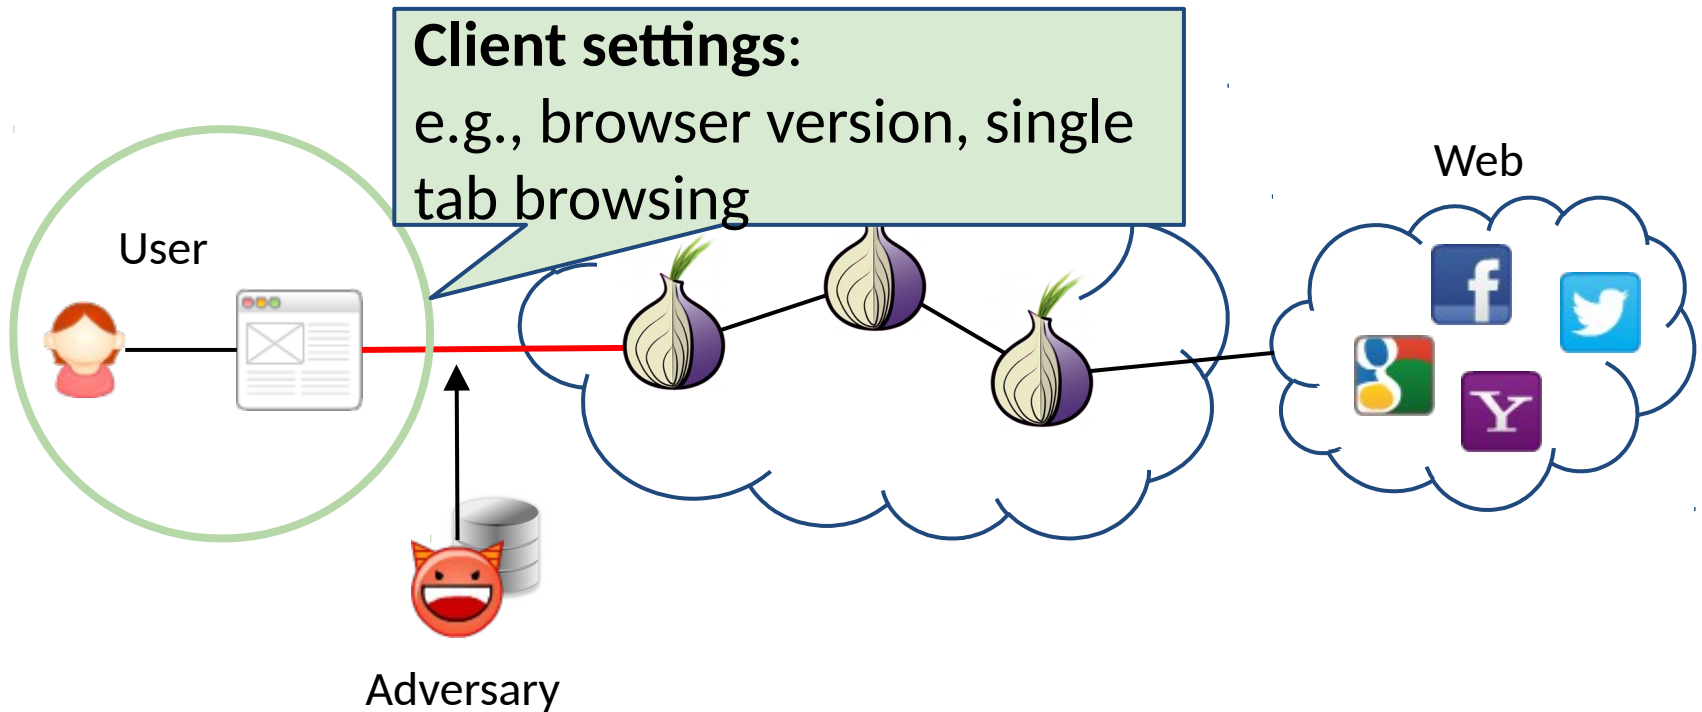 Client settings:
e.g., browser version, single
tab browsing
Web
User
f
g
Y
Adversary